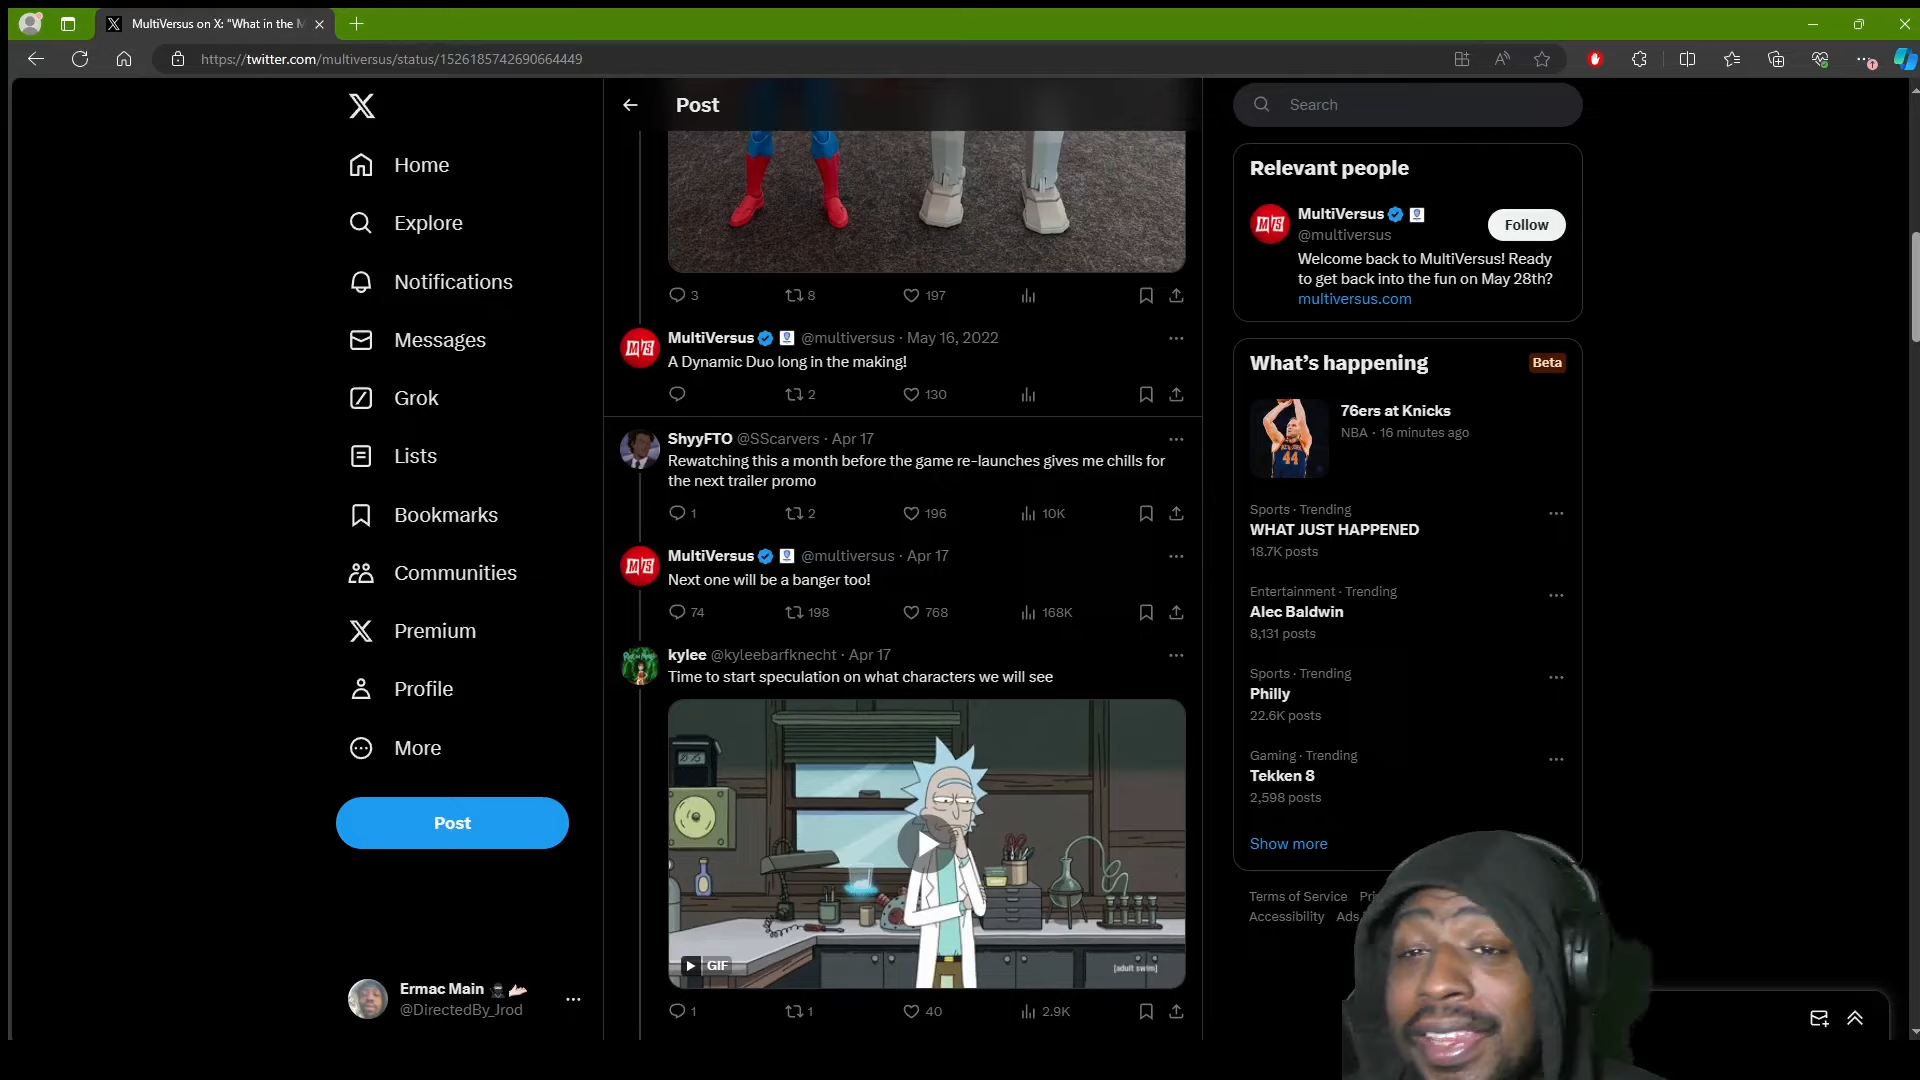 MultiVersus on X: "What in the M
https://twitter.com/multiversus/status/1526185742690664449
Home
Explore
Notifications
Messages
Grok
Lists
Bookmarks
Communities
Premium
Profile
More
Post
Ermac Main
@DirectedBy_Jrod
Post
3 8 197
MultiVersus @multiversus · May 16, 2022
A Dynamic Duo long in the making!
2 130
ShyyFTO @SScarvers · Apr 17
Rewatching this a month before the game re-launches gives me chills for
the next trailer promo
1 2 196 10K
MultiVersus @multiversus · Apr 17
Next one will be a banger too!
74 198 768 168K
kylee @kyleebarfknecht · Apr 17
Time to start speculation on what characters we will see
GIF
[adult swim]
1 1 40 2.9K
Search
Relevant people
MultiVersus
@multiversus
Follow
Welcome back to MultiVersus! Ready
to get back into the fun on May 28th?
multiversus.com
What's happening
Beta
76ers at Knicks
NBA · 16 minutes ago
Sports · Trending
WHAT JUST HAPPENED
18.7K posts
Entertainment · Trending
Alec Baldwin
8,131 posts
Sports · Trending
Philly
22.6K posts
Gaming · Trending
Tekken 8
2,598 posts
Show more
Terms of Service
Accessibility Ads